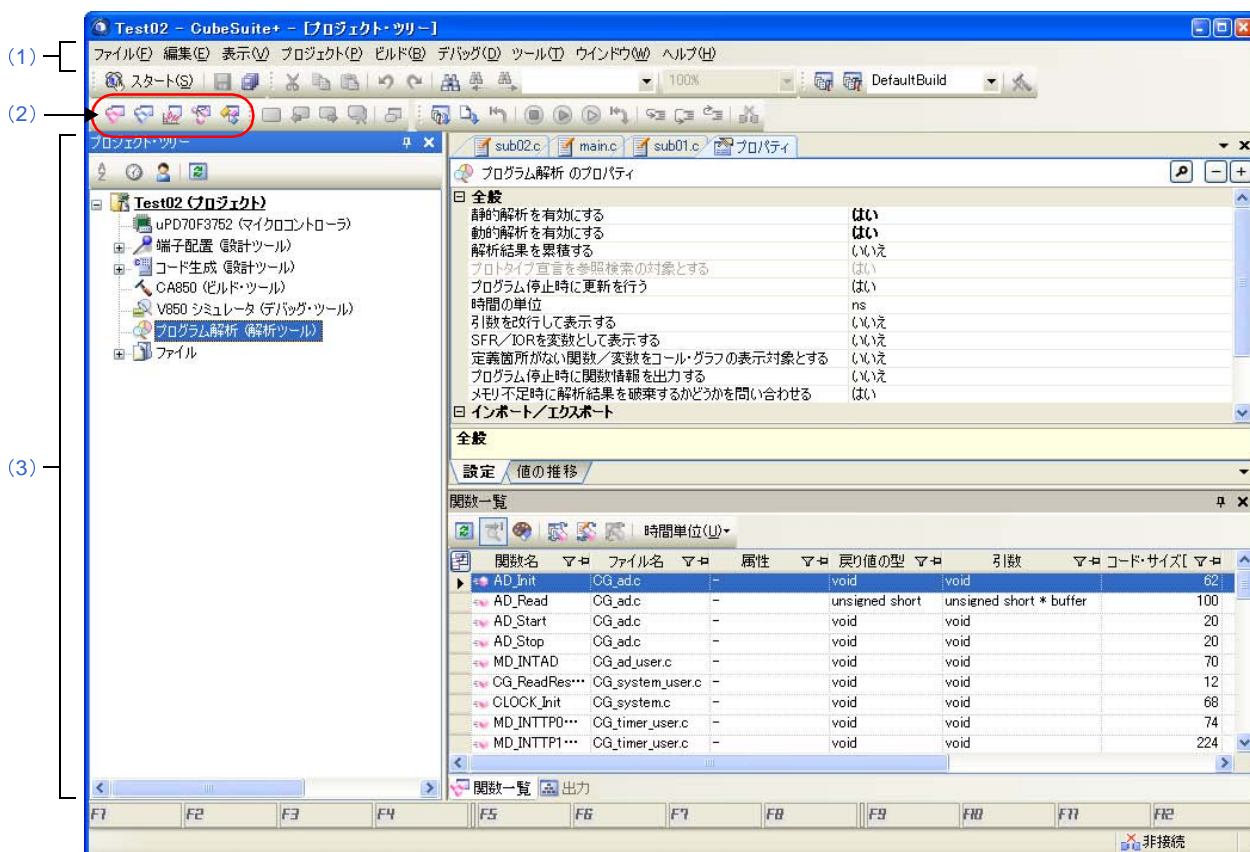 Test02 - CubeSuite+ - [プロジェクト・ツリー]
(1)
ファイル(F) 編集(E) 表示(V) プロジェクト(P) ビルド(B) デバッグ(D) ツール(T) ウインドウ(W) ヘルプ(H)
スタート(S) 100% DefaultBuild
(2)
プロジェクト・ツリー
sub02.c main.c sub01.c プロパティ
プログラム解析 のプロパティ
Test02 (プロジェクト)
uPD70F3752 (マイクロコントローラ)
端子配置 (設計ツール)
コード生成 (設計ツール)
CA850 (ビルド・ツール)
V850 シミュレータ (デバッグ・ツール)
プログラム解析 (解析ツール)
ファイル
(3)
全般
静的解析を有効にする はい
動的解析を有効にする はい
解析結果を累積する いいえ
プロトタイプ宣言を参照検索の対象とする はい
プログラム停止時に更新を行う はい
時間の単位 ns
引数を改行して表示する いいえ
SFR/IORを変数として表示する いいえ
定義箇所がない関数/変数をコール・グラフの表示対象とする いいえ
プログラム停止時に関数情報を出力する いいえ
メモリ不足時に解析結果を破棄するかどうかを問い合わせる はい
インポート/エクスポート
全般
設定 値の推移
関数一覧
時間単位(U)
関数名 ファイル名 属性 戻り値の型 引数 コード・サイズ[
AD_Init CG_ad.c - void void 62
AD_Read CG_ad.c - unsigned short unsigned short * buffer 100
AD_Start CG_ad.c - void void 20
AD_Stop CG_ad.c - void void 20
MD_INTAD CG_ad_user.c - void void 70
CG_ReadRes… CG_system_user.c - void void 12
CLOCK_Init CG_system.c - void void 68
MD_INTTP0… CG_timer_user.c - void void 74
MD_INTTP1… CG_timer_user.c - void void 224
関数一覧 出力
F1 F2 F3 F4 F5 F6 F7 F8 F9 F10 F11 F12
非接続